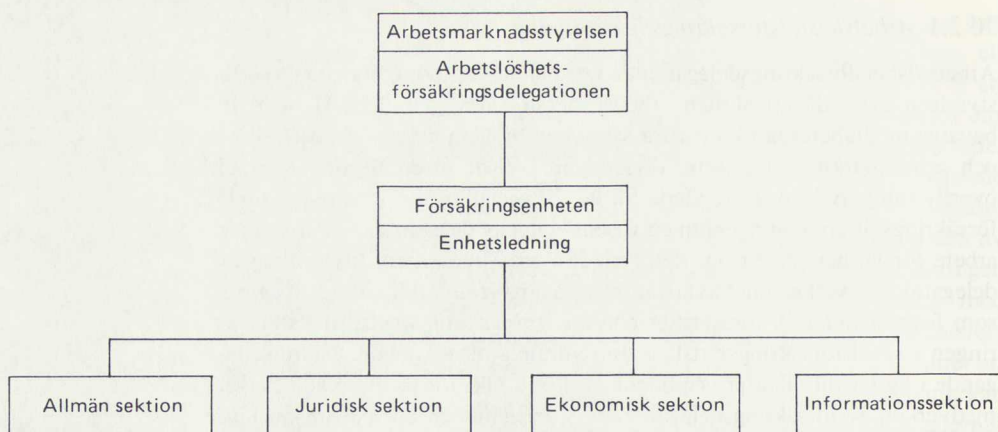 Arbetsmarknadsstyrelsen
Arbetslöshets-
försäkringsdelegationen
Försäkringsenheten
Enhetsledning
Allmän sektion
Juridisk sektion
Ekonomisk sektion
Informationssektion